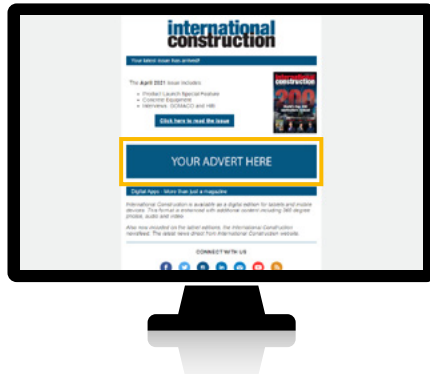 international
construction
Your latest issue has arrived!
The April 2021 issue includes
Product Launch Special Feature
Concrete Equipment
Interviews: GOMACO and HBI
Click here to read the issue
international
construction
200
YOUR ADVERT HERE
Digital Apps - More than just a magazine
International Construction is available as a digital edition for tablets and mobile
devices. This format is enhanced with additional content including 360 degree
photos, audio and video.
Also now included on the tablet editions, the International Construction
newsfeed. The latest news direct from International Construction website.
CONNECT WITH US